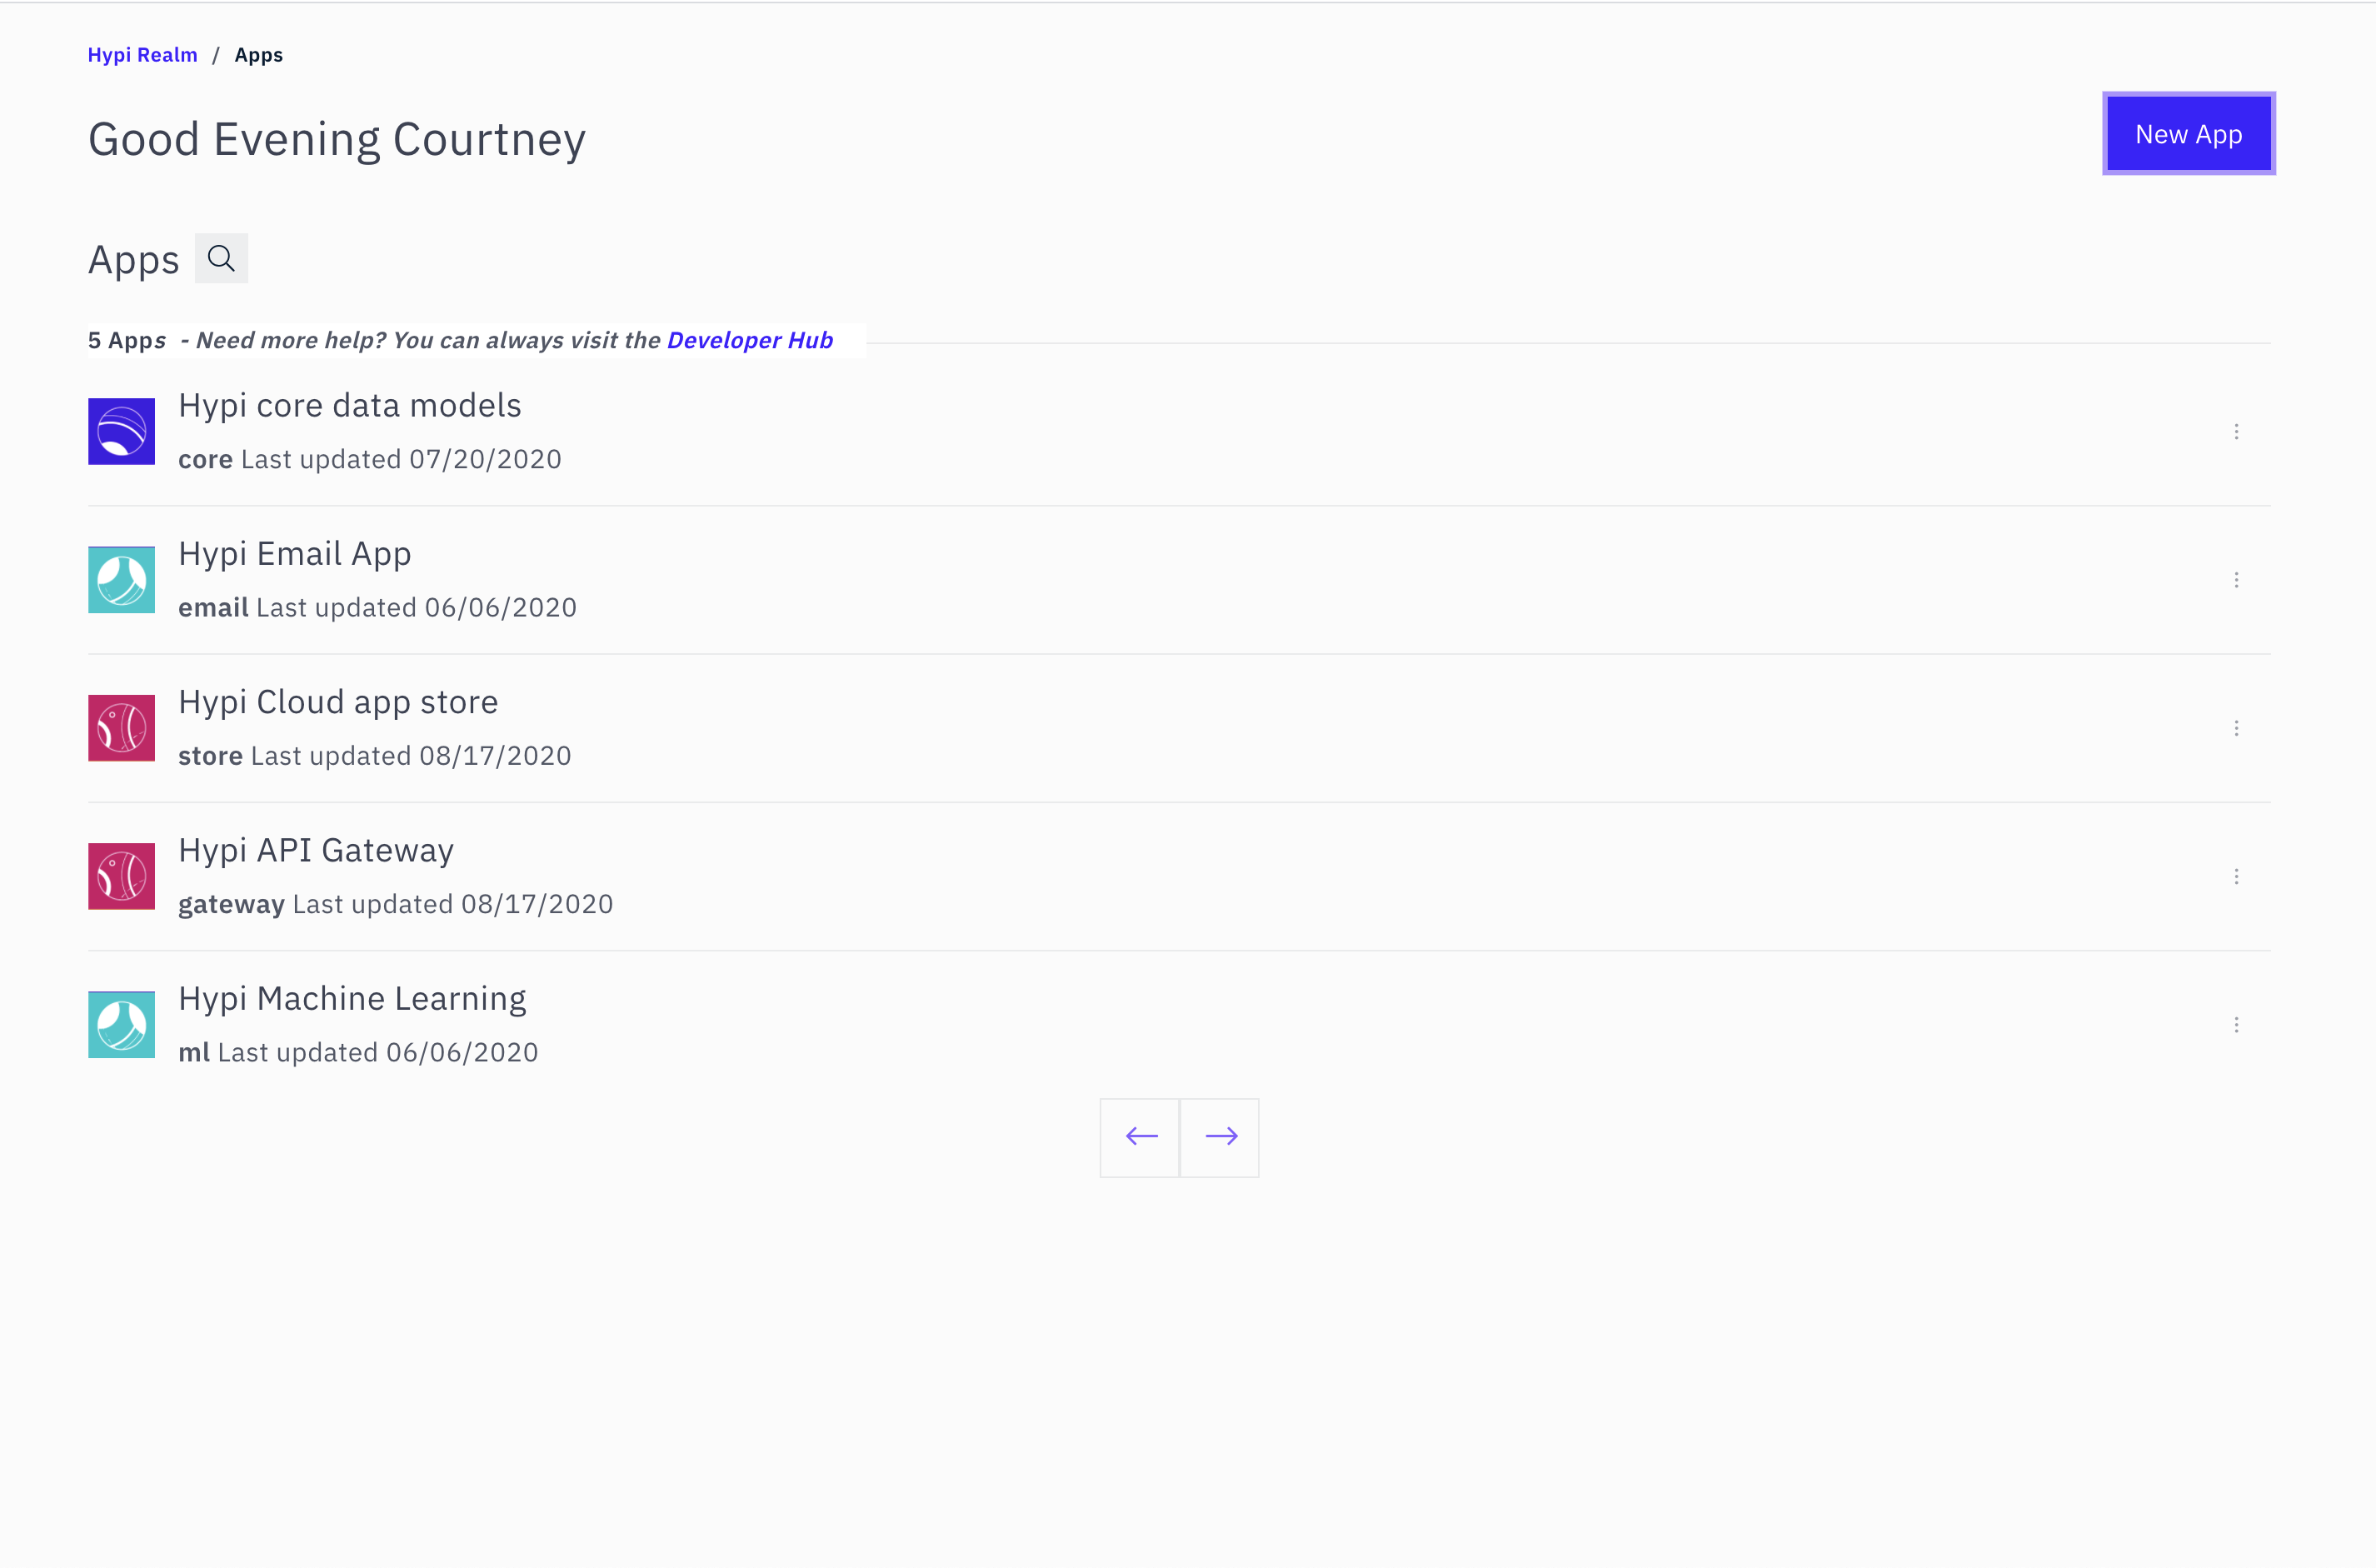 Hypi Realm / Apps
Good Evening Courtney
New App
Apps
5 Apps - Need more help? You can always visit the Developer Hub
Hypi core data models
core Last updated 07/20/2020
Hypi Email App
email Last updated 06/06/2020
Hypi Cloud app store
store Last updated 08/17/2020
Hypi API Gateway
gateway Last updated 08/17/2020
Hypi Machine Learning
ml Last updated 06/06/2020